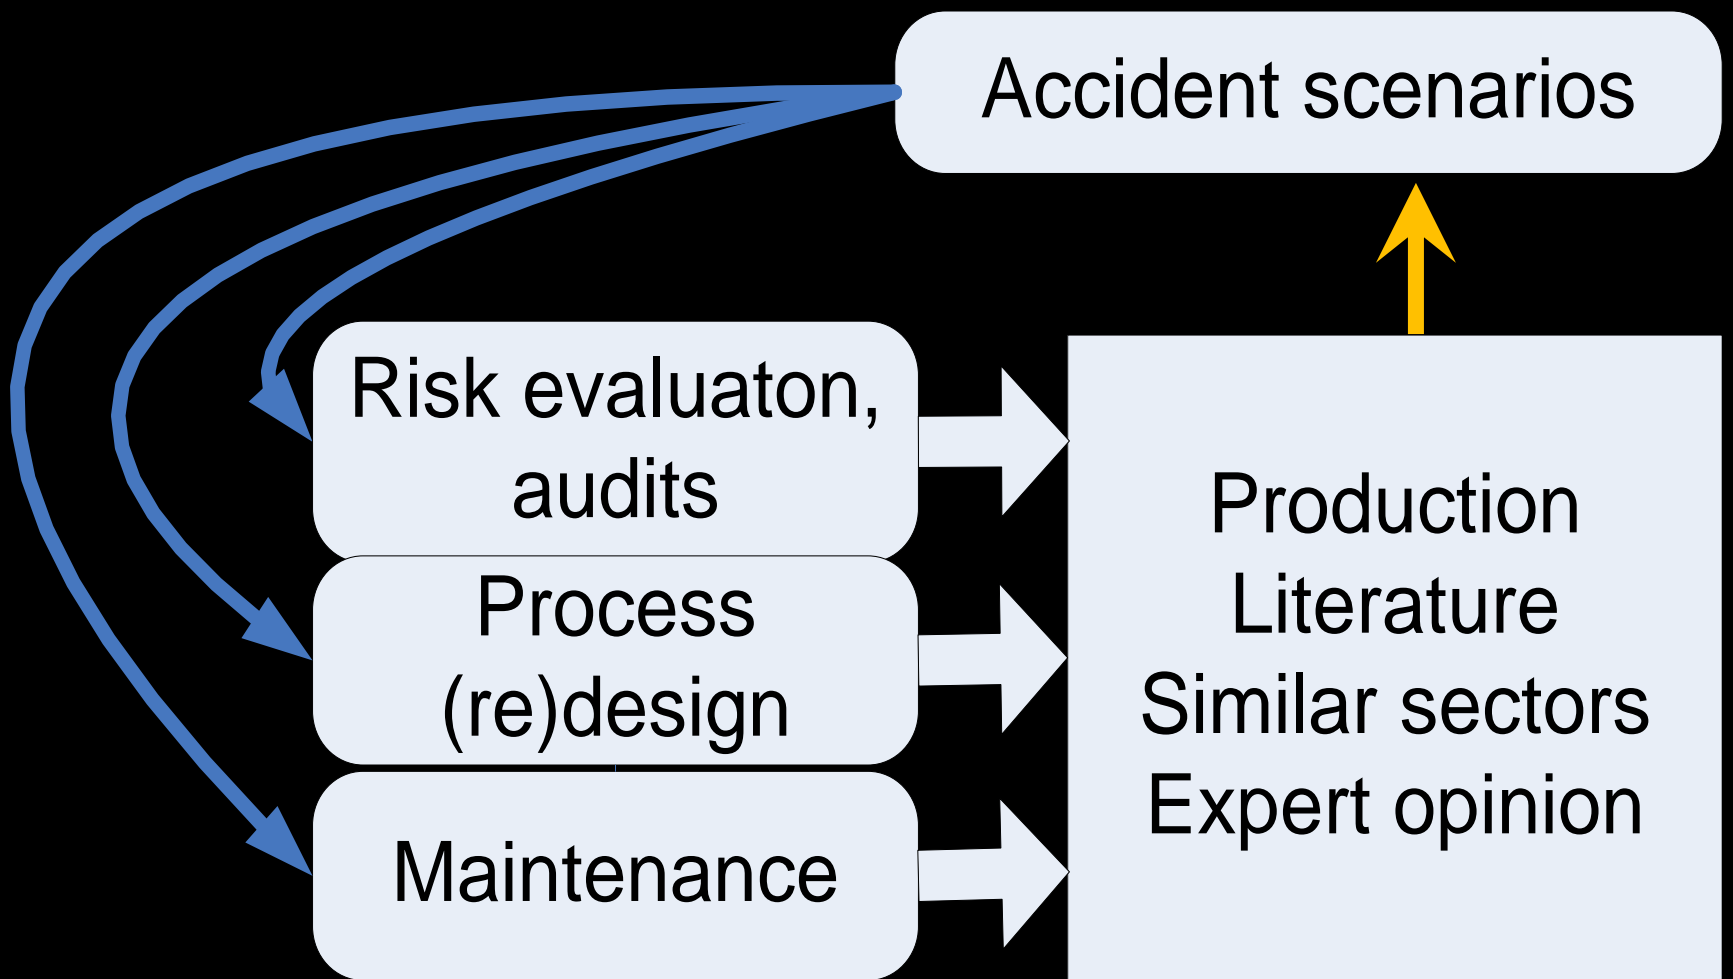 Accident scenarios
Risk evaluaton,
audits
Process
(re)design
Maintenance
Production
Literature
Similar sectors
Expert opinion